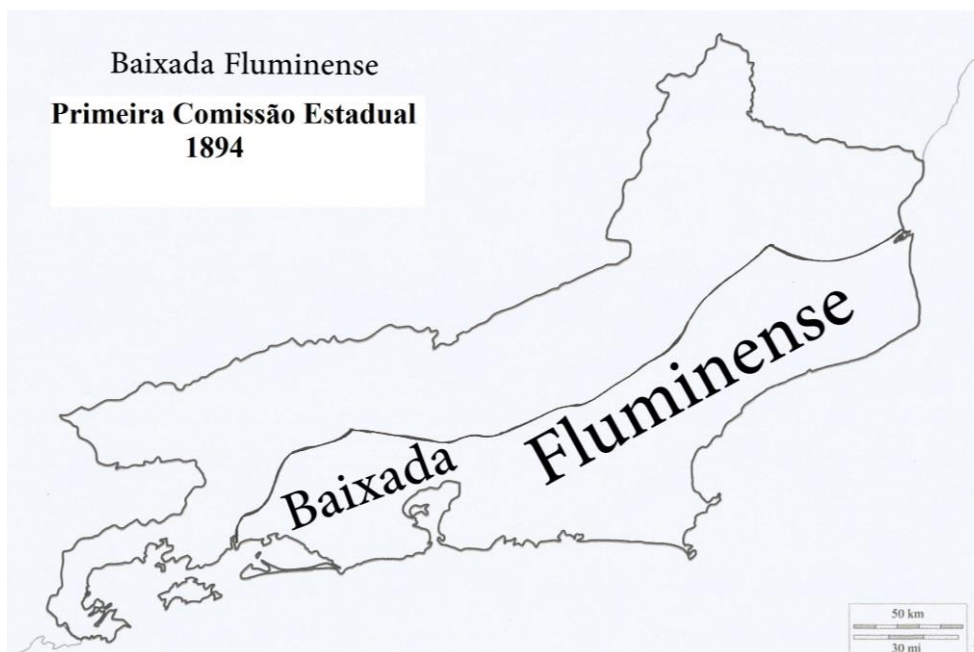 Baixada Fluminense
Primeira Comissão Estadual
1894
Baixada
Fluminense
50 km
30 mi